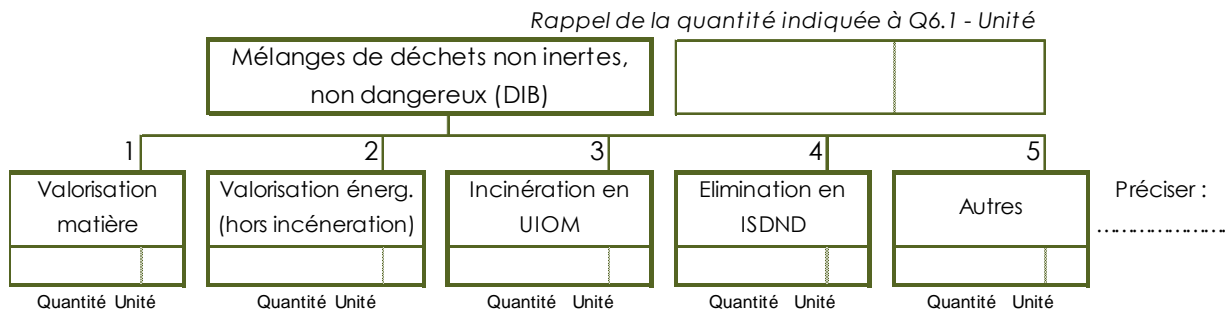 Rappel de la quantité indiquée à Q6.1 - Unité
Mélanges de déchets non inertes,
non dangereux (DIB)
1 2 3 4 5
Valorisation
matière
Valorisation énerg.
(hors incéneration)
Incinération en
UIOM
Elimination en
ISDND
Autres
Préciser :
…………………
Quantité Unité
Quantité Unité
Quantité Unité
Quantité Unité
Quantité Unité